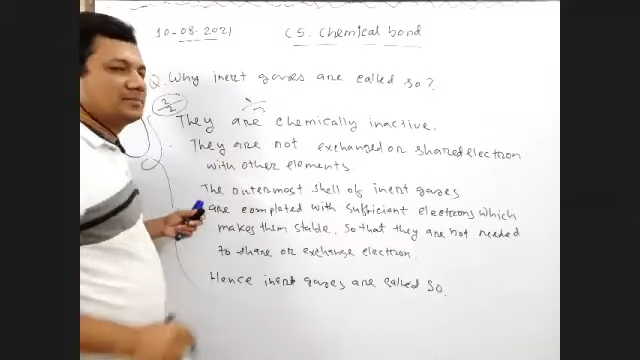 10-08-2021 C5. Chemical bond
Q. Why inert gases are called so?
They are chemically inactive.
They are not exchanged or shared electron
with other elements.
The outermost shell of inert gases
are completed with sufficient electrons which
makes them stable. So that they are not needed
to share or exchange electron.
Hence inert gases are called so.